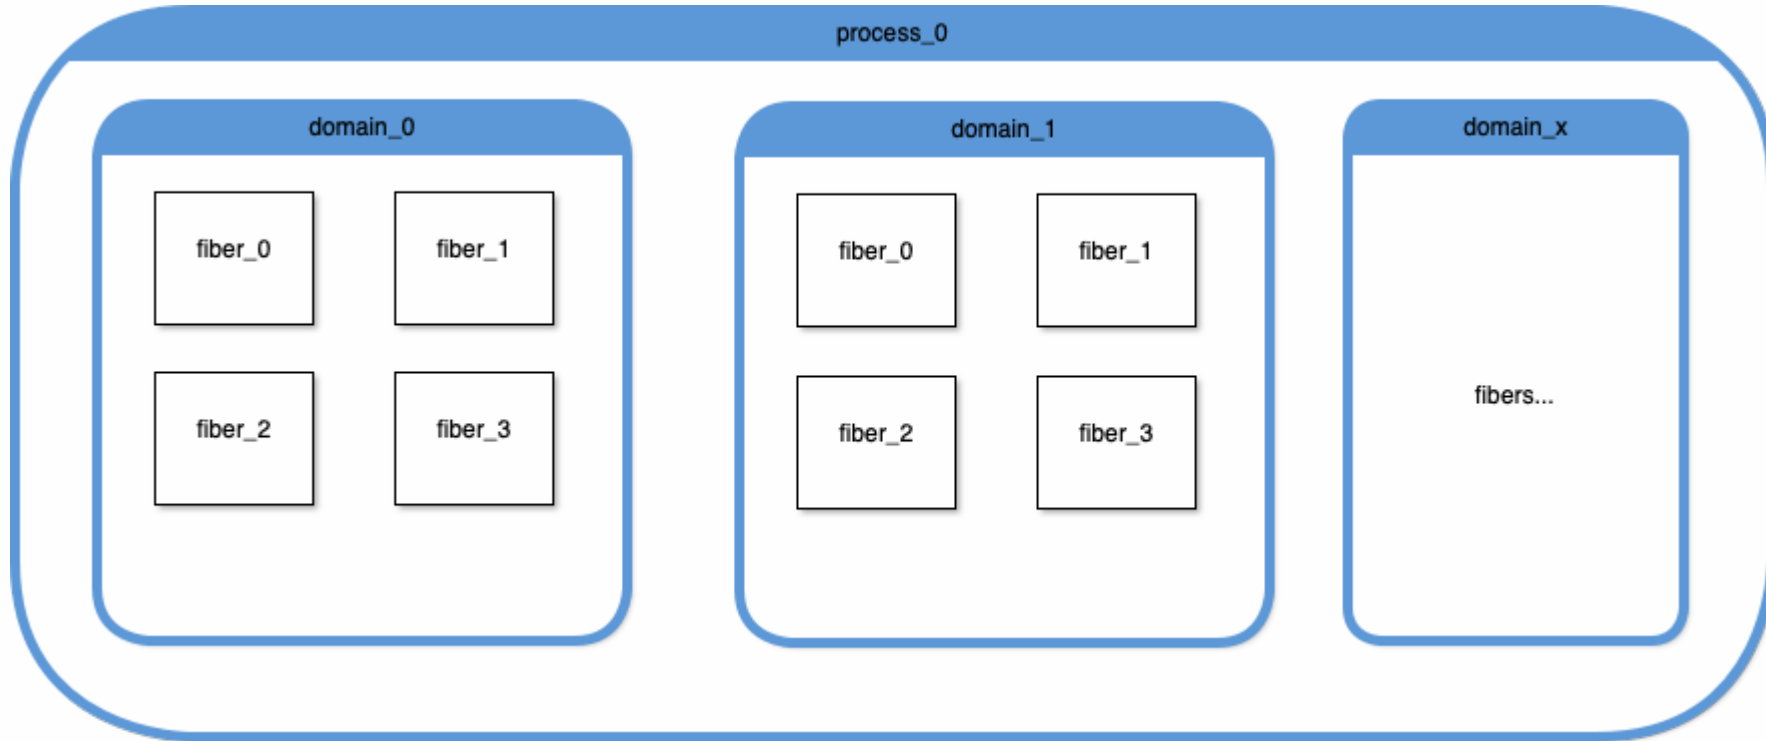 process_0
domain_0
domain_1
domain_x
fiber_0
fiber_1
fiber_2
fiber_3
fiber_0
fiber_1
fiber_2
fiber_3
fibers...